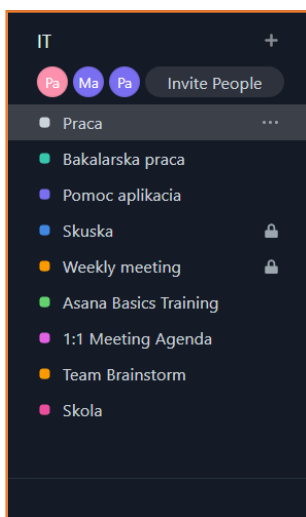 IT
Pa Ma Pa Invite People
Praca
Bakalarska praca
Pomoc aplikacia
Skuska
Weekly meeting
Asana Basics Training
1:1 Meeting Agenda
Team Brainstorm
Skola